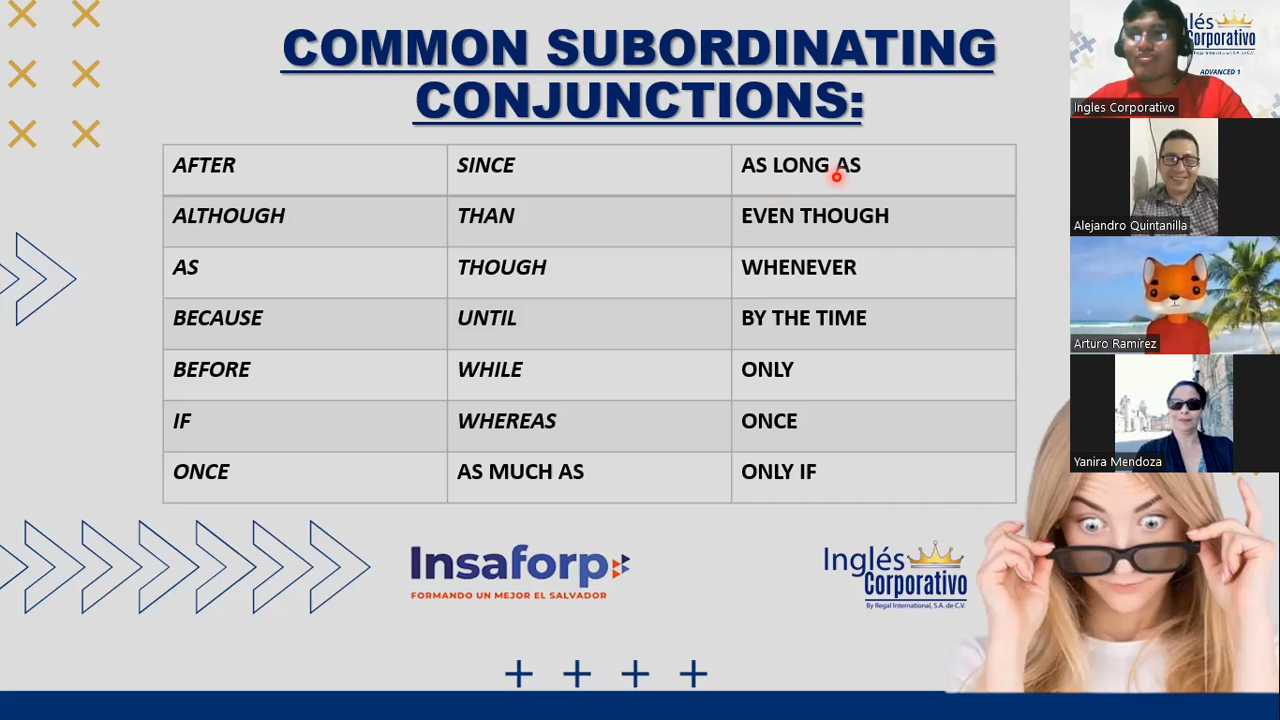 COMMON SUBORDINATING
CONJUNCTIONS:
AFTER SINCE AS LONG AS
ALTHOUGH THAN EVEN THOUGH
AS THOUGH WHENEVER
BECAUSE UNTIL BY THE TIME
BEFORE WHILE ONLY
IF WHEREAS ONCE
ONCE AS MUCH AS ONLY IF
Insaforp
FORMANDO UN MEJOR EL SALVADOR
Inglés
Corporativo
By Regal International, S.A. de C.V.
lés
Corporativo
ADVANCED 1
Ingles Corporativo
Alejandro Quintanilla
Arturo Ramírez
Yanira Mendoza